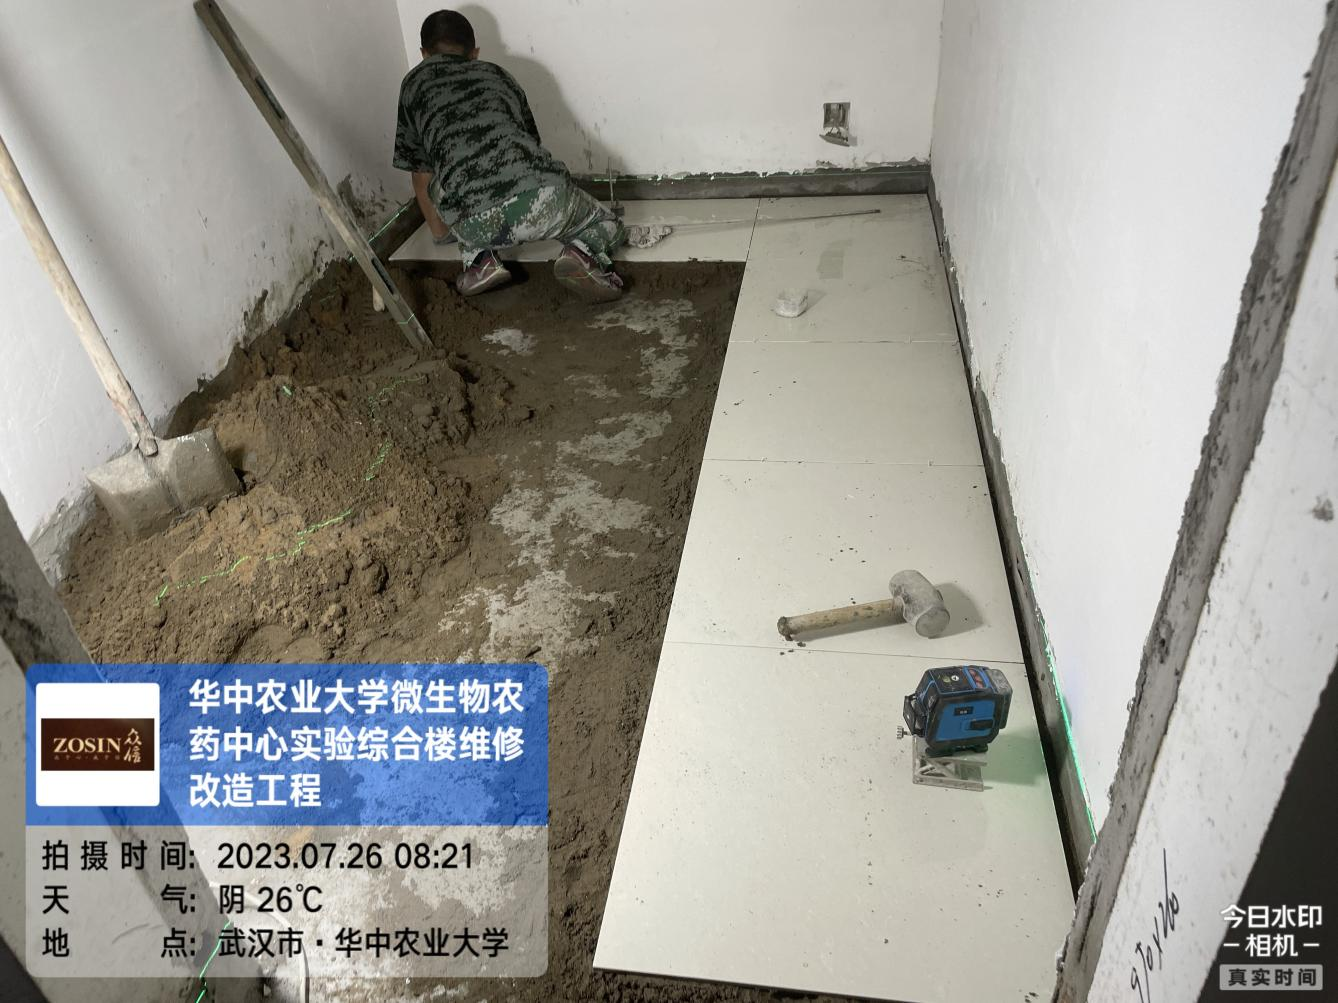 华中农业大学微生物农
药中心实验综合楼维修
改造工程
ZOSIN众信
拍摄时间: 2023.07.26 08:21
天气: 阴 26℃
地点: 武汉市·华中农业大学
今日水印
-相机-
真实时间